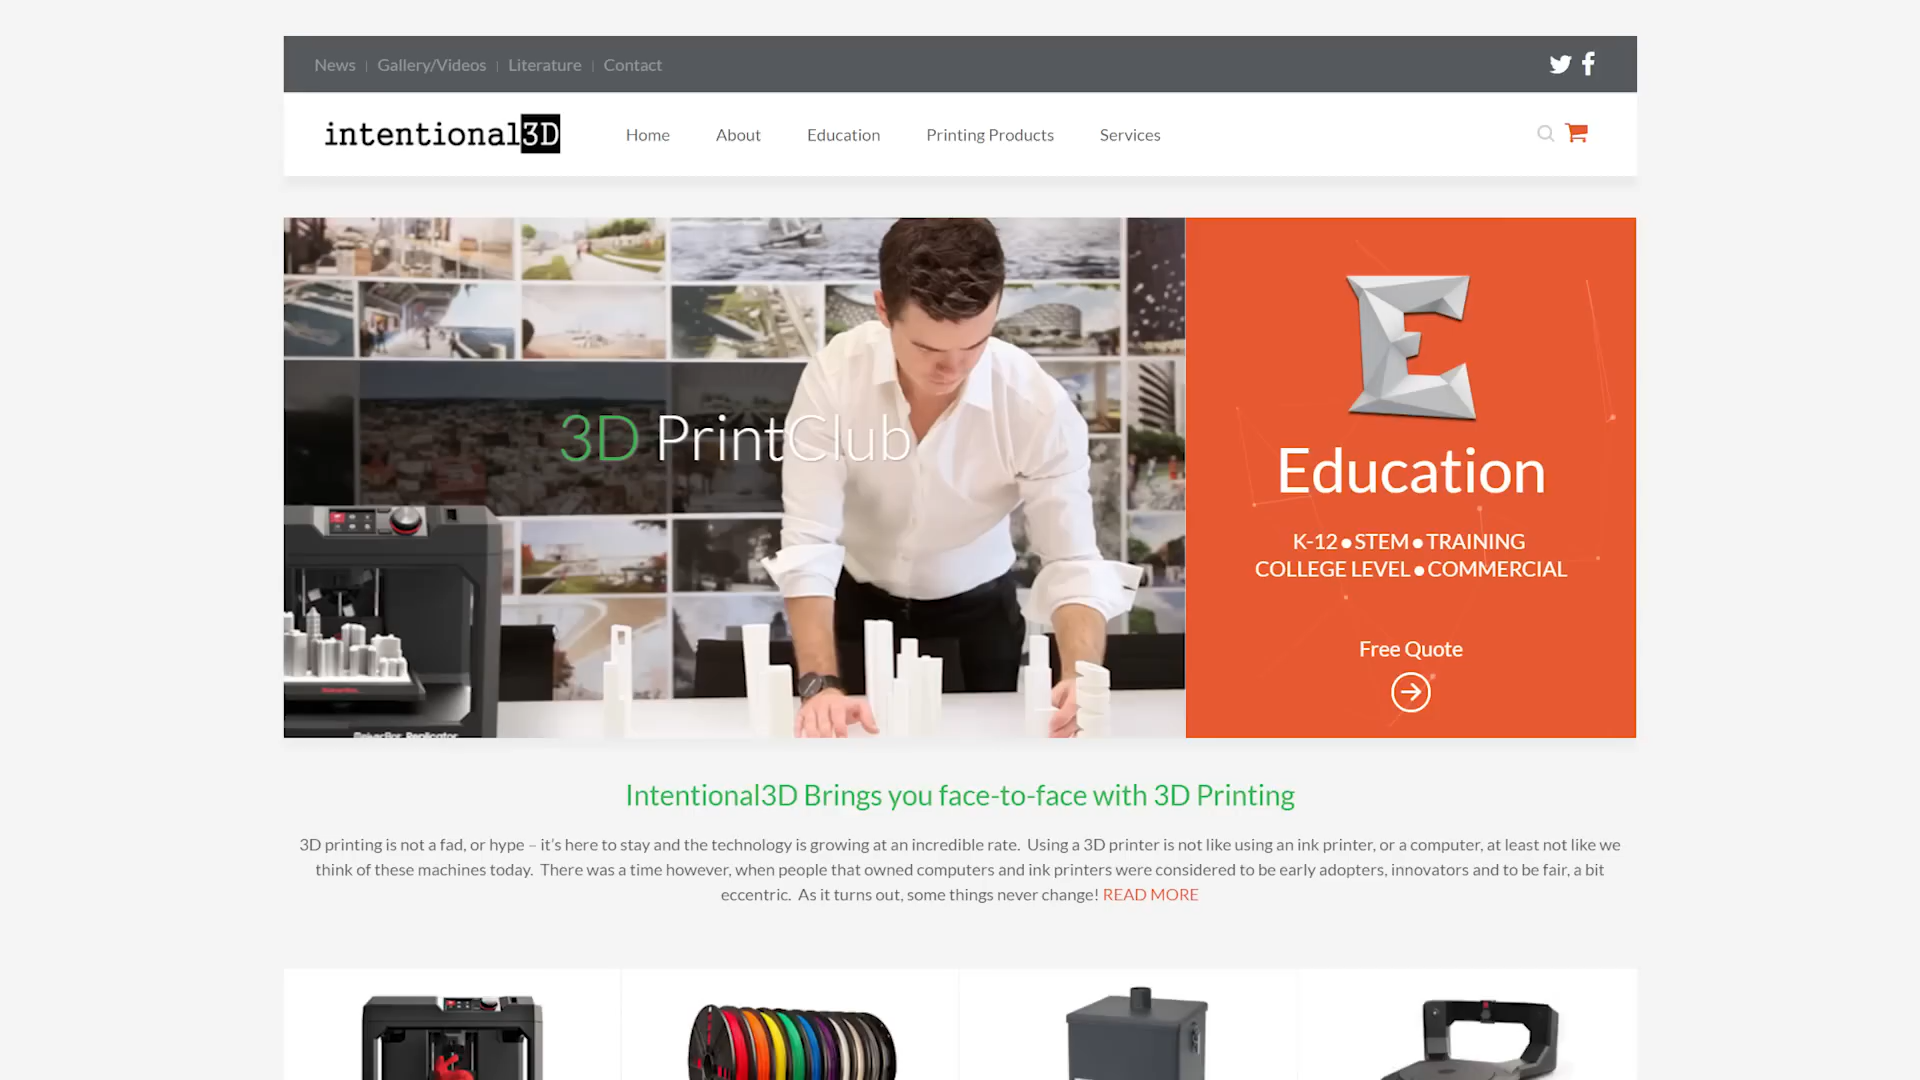 News | Gallery/Videos | Literature | Contact
intentional3D
Home About Education Printing Products Services
3D PrintClub
E
Education
K-12●STEM●TRAINING
COLLEGE LEVEL●COMMERCIAL
Free Quote
MakerBot Replicator
Intentional3D Brings you face-to-face with 3D Printing
3D printing is not a fad, or hype – it’s here to stay and the technology is growing at an incredible rate.  Using a 3D printer is not like using an ink printer, or a computer, at least not like we
think of these machines today.  There was a time however, when people that owned computers and ink printers were considered to be early adopters, innovators and to be fair, a bit
eccentric.  As it turns out, some things never change! READ MORE